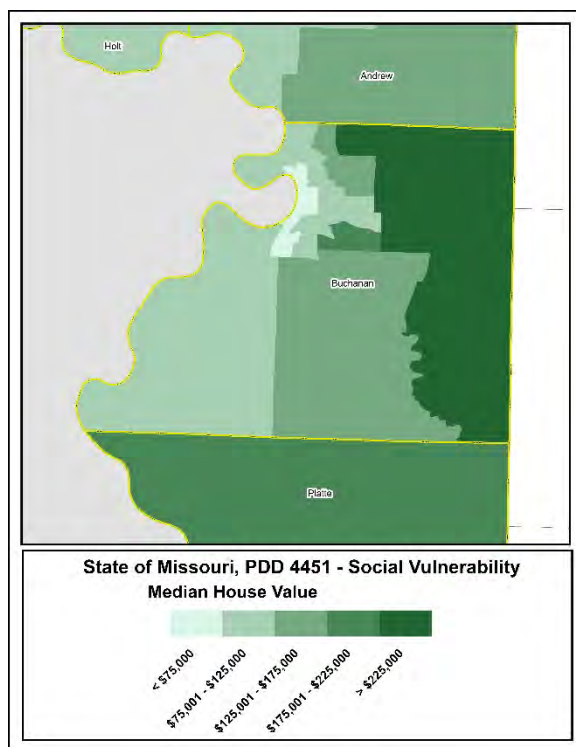 Holt
Andrew
Buchanan
Platte
State of Missouri, PDD 4451 - Social Vulnerability
Median House Value
< $75,000
$75,001 - $125,000
$125,001 - $175,000
$175,001 - $225,000
> $225,000